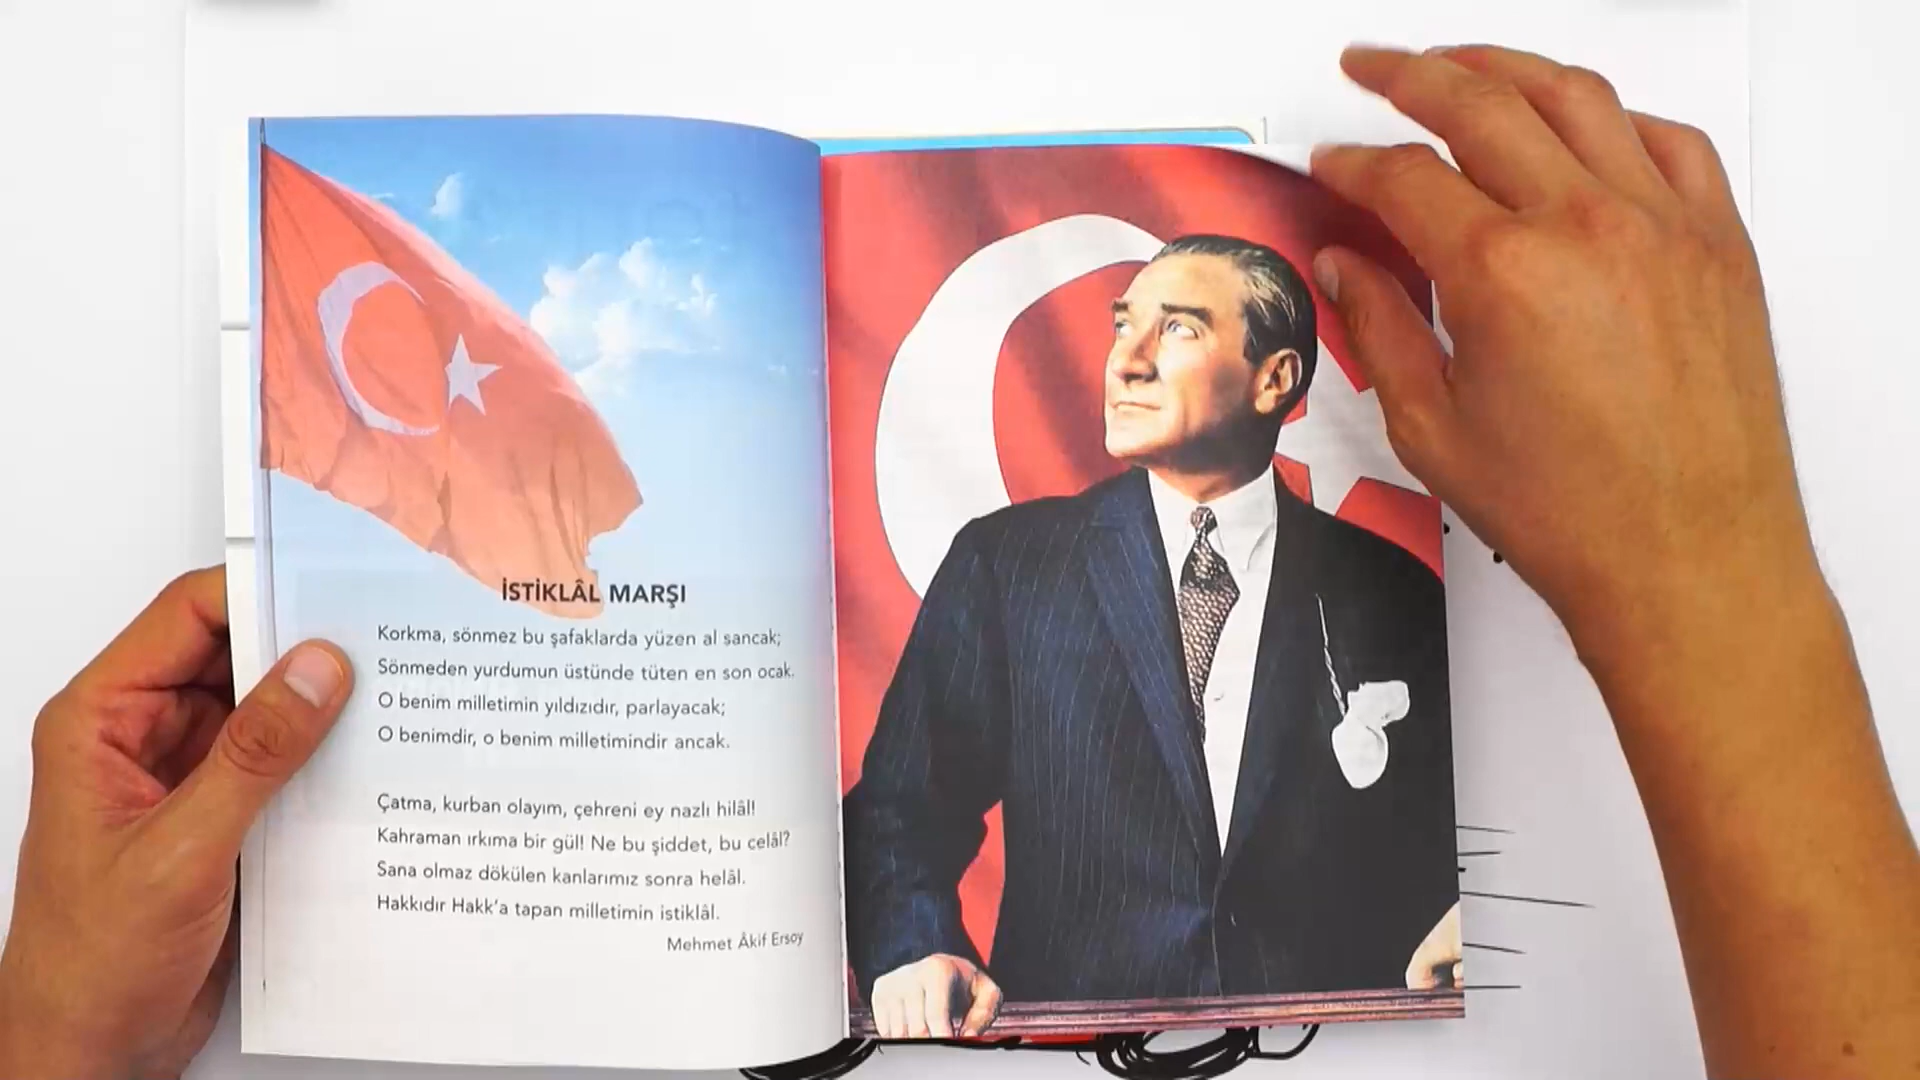 İSTİKLÂL MARŞI
Korkma, sönmez bu şafaklarda yüzen al sancak;
Sönmeden yurdumun üstünde tüten en son ocak.
O benim milletimin yıldızıdır, parlayacak;
O benimdir, o benim milletimindir ancak.
Çatma, kurban olayım, çehreni ey nazlı hilâl!
Kahraman ırkıma bir gül! Ne bu şiddet, bu celâl?
Sana olmaz dökülen kanlarımız sonra helâl.
Hakkıdır Hakk'a tapan milletimin istiklâl.
Mehmet Âkif Ersoy